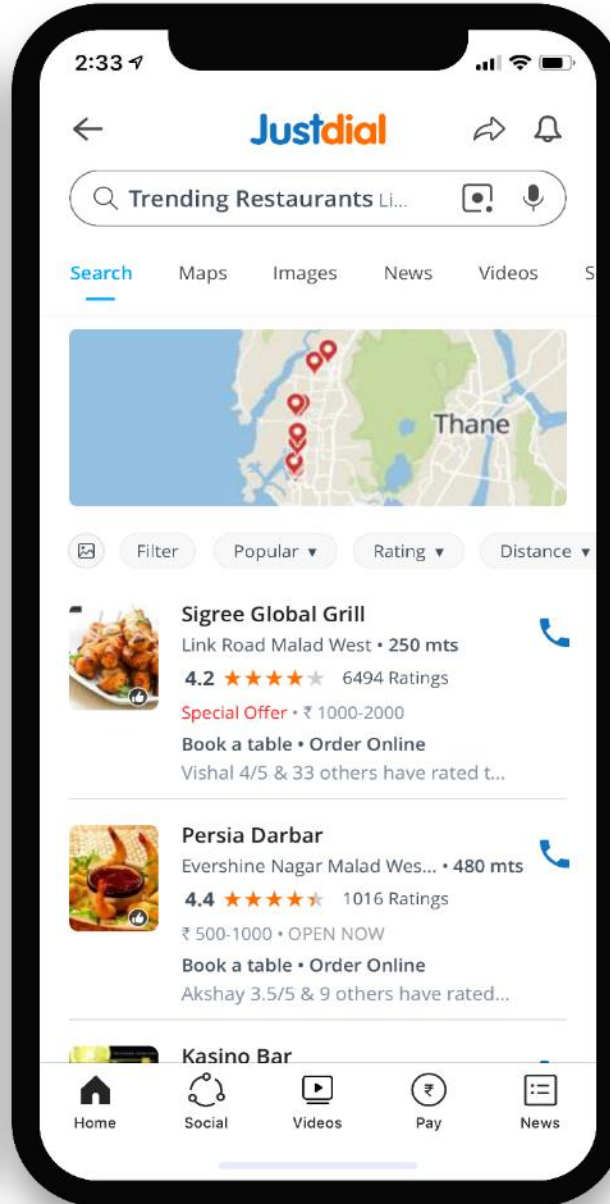 2:33
Justdial
Trending Restaurants Li...
Search Maps Images News Videos S
Thane
Filter Popular ▾ Rating ▾ Distance ▾
Sigree Global Grill
Link Road Malad West • 250 mts
4.2 ★★★★★ 6494 Ratings
Special Offer • ₹ 1000-2000
Book a table • Order Online
Vishal 4/5 & 33 others have rated t...
Persia Darbar
Evershine Nagar Malad Wes... • 480 mts
4.4 ★★★★★ 1016 Ratings
₹ 500-1000 • OPEN NOW
Book a table • Order Online
Akshay 3.5/5 & 9 others have rated...
Kasino Bar
Home Social Videos Pay News